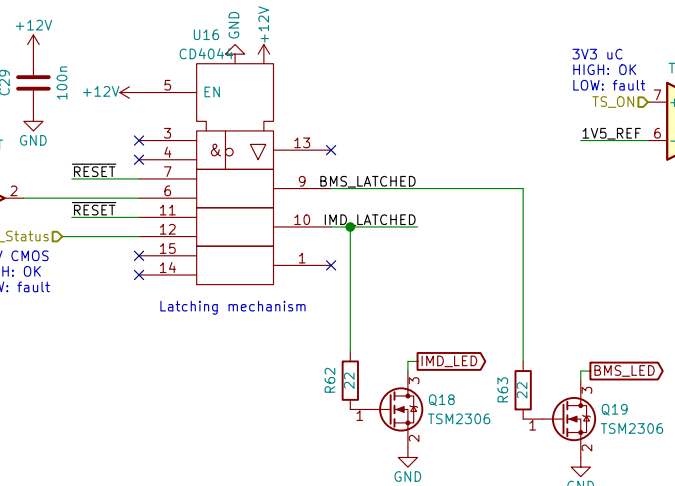 +12V
C29
100n
GND
U16
CD4044
GND
+12V
+12V
5
EN
3
4
&
13
RESET
7
9
BMS_LATCHED
2
6
RESET
11
10
IMD_LATCHED
_Status
12
15
1
14
CMOS
H: OK
W: fault
Latching mechanism
3V3 uC
HIGH: OK
LOW: fault
TS_ON
7
+
1V5_REF
6
R62
22
IMD_LED
3
1
Q18
TSM2306
2
GND
R63
22
BMS_LED
3
1
Q19
TSM2306
2
GND